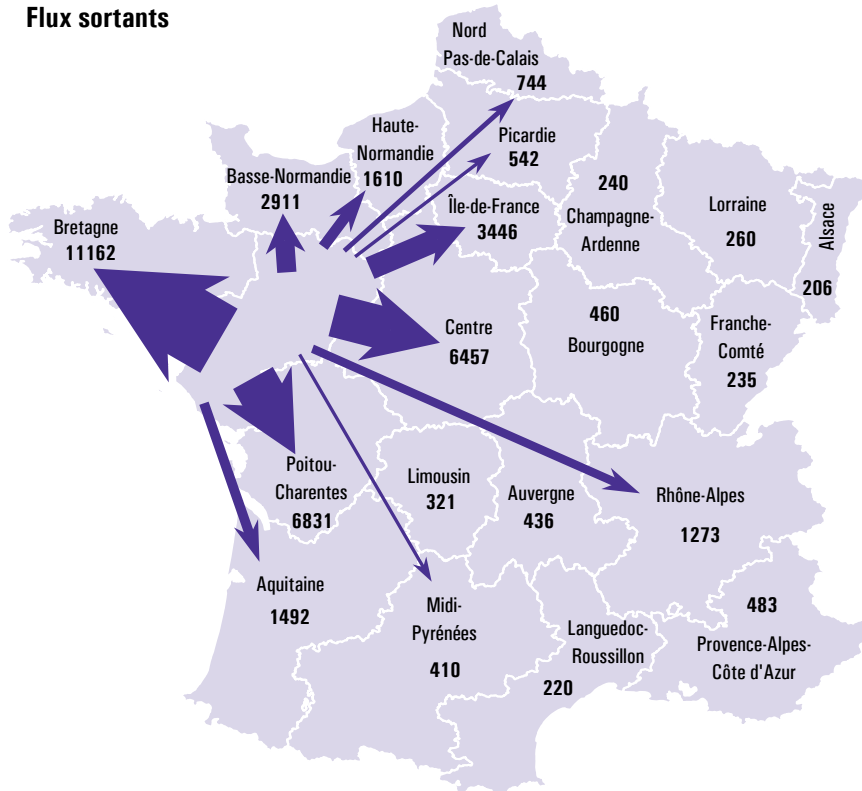 Flux sortants
Nord
Pas-de-Calais
744
Haute-
Normandie
1610
Picardie
542
Basse-Normandie
2911
Île-de-France
3446
240
Champagne-
Ardenne
Lorraine
260
Alsace
206
Bretagne
11162
Centre
6457
460
Bourgogne
Franche-
Comté
235
Poitou-
Charentes
6831
Limousin
321
Auvergne
436
Rhône-Alpes
1273
Aquitaine
1492
Midi-
Pyrénées
410
Languedoc-
Roussillon
220
483
Provence-Alpes-
Côte d'Azur